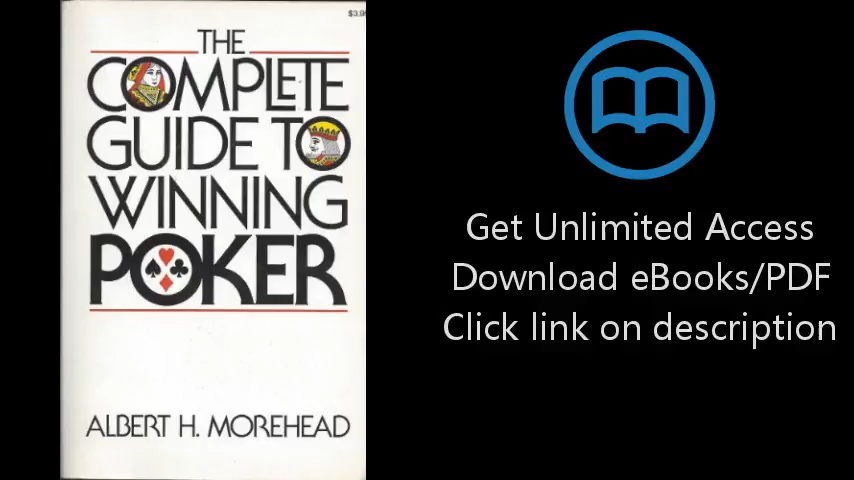 $3.95
THE
COMPLETE
GUIDE TO
WINNING
POKER
ALBERT H. MOREHEAD
Get Unlimited Access
Download eBooks/PDF
Click link on description